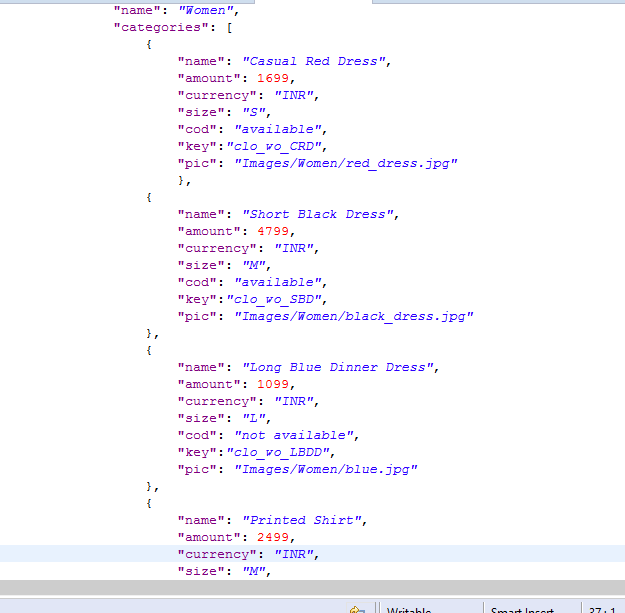 "name": "Women",
"categories": [
{
"name": "Casual Red Dress",
"amount": 1699,
"currency": "INR",
"size": "S",
"cod": "available",
"key":"clo_wo_CRD",
"pic": "Images/Women/red_dress.jpg"
},
{
"name": "Short Black Dress",
"amount": 4799,
"currency": "INR",
"size": "M",
"cod": "available",
"key":"clo_wo_SBD",
"pic": "Images/Women/black_dress.jpg"
},
{
"name": "Long Blue Dinner Dress",
"amount": 1099,
"currency": "INR",
"size": "L",
"cod": "not available",
"key":"clo_wo_LBDD",
"pic": "Images/Women/blue.jpg"
},
{
"name": "Printed Shirt",
"amount": 2499,
"currency": "INR",
"size": "M",
Writable Smart Insert 37:1